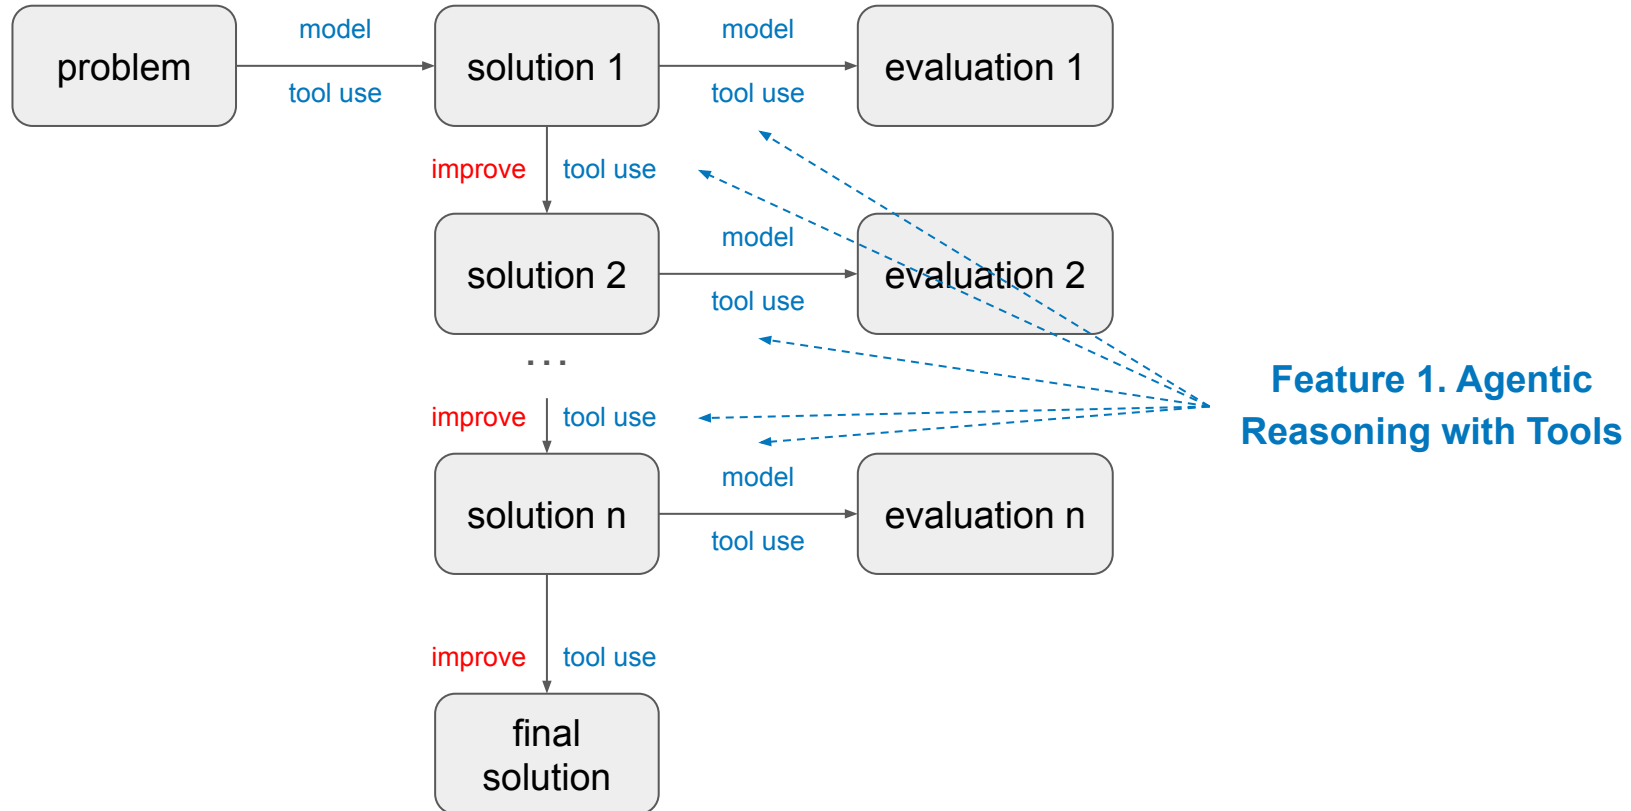 model
problem
solution 1
model
evaluation 1
tool use
tool use
improve
tool use
model
solution 2
evaluation 2
tool use
...
Feature 1. Agentic
Reasoning with Tools
improve
tool use
model
solution n
evaluation n
tool use
improve
tool use
final
solution